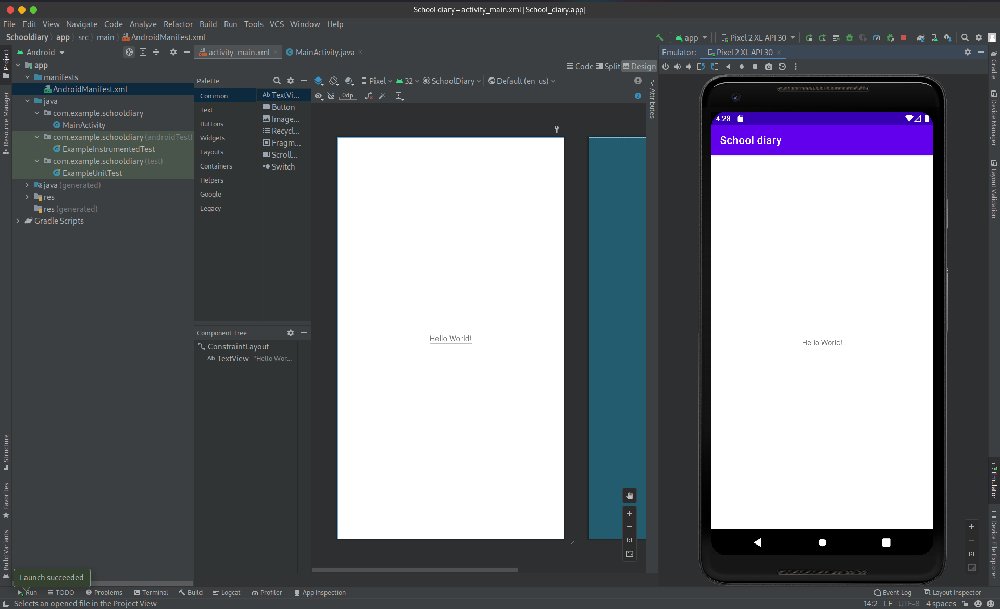 School diary – activity_main.xml [School_diary.app]
File Edit View Navigate Code Analyze Refactor Build Run Tools VCS Window Help
Schooldiary app src main AndroidManifest.xml
app Pixel 2 XL API 30
Project
Resource Manager
Structure
Favorites
Build Variants
Android
app
manifests
AndroidManifest.xml
java
com.example.schooldiary
MainActivity
com.example.schooldiary (androidTest)
ExampleInstrumentedTest
com.example.schooldiary (test)
ExampleUnitTest
java (generated)
res
res (generated)
Gradle Scripts
activity_main.xml MainActivity.java
Code Split Design
Palette
Common
Text
Buttons
Widgets
Layouts
Containers
Helpers
Google
Legacy
Ab TextVi...
Button
Image...
Recycl...
Fragm...
Scroll...
Switch
Component Tree
ConstraintLayout
Ab TextView "Hello Wor...
Pixel 32 SchoolDiary Default (en-us)
0dp
Hello World!
1:1
Attributes
Emulator: Pixel 2 XL API 30
4:28
School diary
Hello World!
1:1
Gradle
Device Manager
Layout Validation
Emulator
Device File Explorer
Launch succeeded
Run TODO Problems Terminal Build Logcat Profiler App Inspection Event Log Layout Inspector
Selects an opened file in the Project View 14:2 LF UTF-8 4 spaces